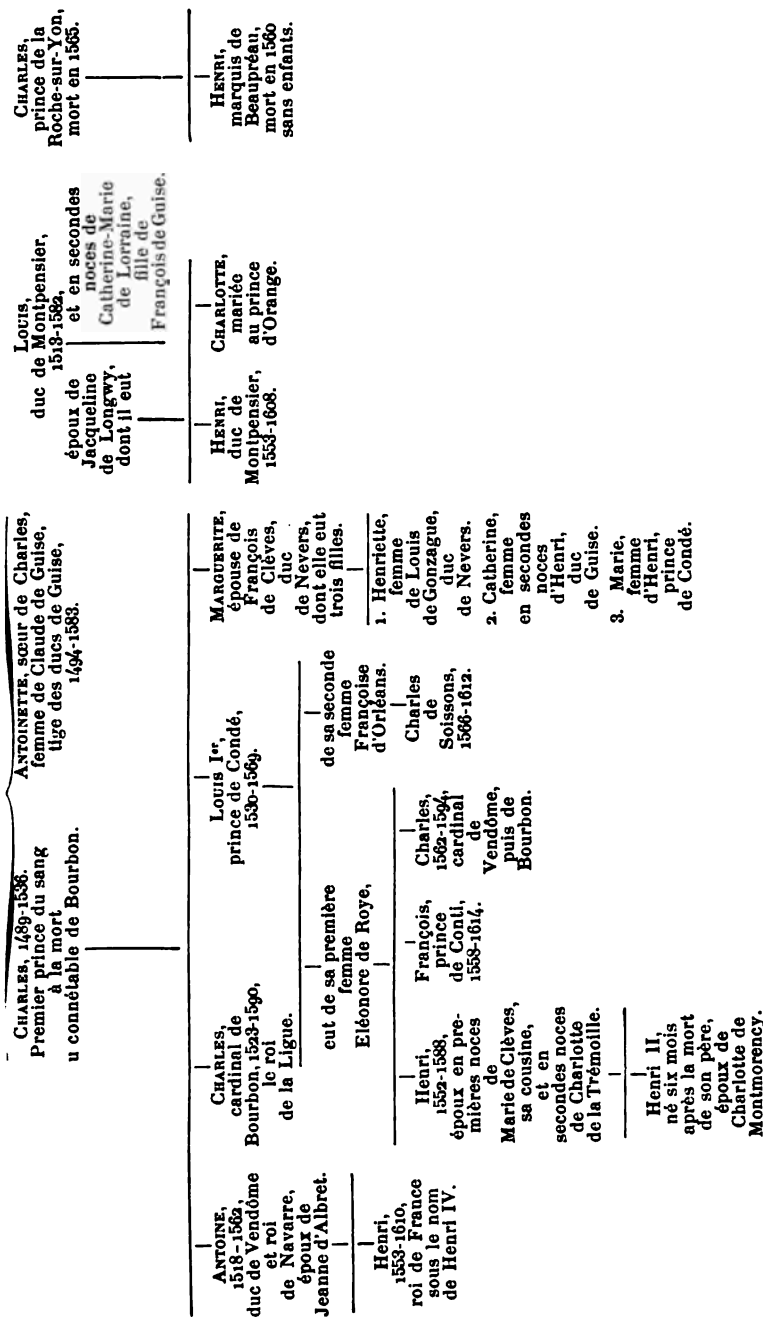 CHARLES, 1489-1536.
Premier prince du sang
à la mort
u connétable de Bourbon.
ANTOINETTE, sœur de Charles,
femme de Claude de Guise,
tige des ducs de Guise,
1494-1583.
LOUIS,
duc de Montpensier,
1513-1582,
époux de
Jacqueline
de Longwy,
dont il eut
et en secondes
noces de
Catherine-Marie
de Lorraine,
fille de
François de Guise.
CHARLES,
prince de la
Roche-sur-Yon,
mort en 1565.
ANTOINE,
1518-1562,
duc de Vendôme
et roi
de Navarre,
époux de
Jeanne d'Albret.
CHARLES,
cardinal de
Bourbon, 1523-1590,
le roi
de la Ligue.
LOUIS Ier,
prince de Condé,
1530-1569.
MARGUERITE,
épouse de
François
de Clèves,
duc
de Nevers,
dont elle eut
trois filles.
HENRI,
duc de
Montpensier,
1553-1608.
CHARLOTTE,
mariée
au prince
d'Orange.
HENRI,
marquis de
Beaupréau,
mort en 1560
sans enfants.
Henri,
1553-1610,
roi de France
sous le nom
de Henri IV.
eut de sa première
femme
Eléonore de Roye,
de sa seconde
femme
Françoise
d'Orléans.
1. Henriette,
femme
de Louis
de Gonzague,
duc
de Nevers.
2. Catherine,
femme
en secondes
noces
d'Henri,
duc
de Guise.
3. Marie,
femme
d'Henri,
prince
de Condé.
Henri,
1552-1588,
époux en pre-
mières noces
de
Marie de Clèves,
sa cousine,
et en
secondes noces
de Charlotte
de la Trémoille.
François,
prince
de Conti,
1558-1614.
Charles,
1562-1594,
cardinal
de
Vendôme,
puis de
Bourbon.
Charles
de
Soissons,
1566-1612.
Henri II,
né six mois
après la mort
de son père,
époux de
Charlotte de
Montmorency.